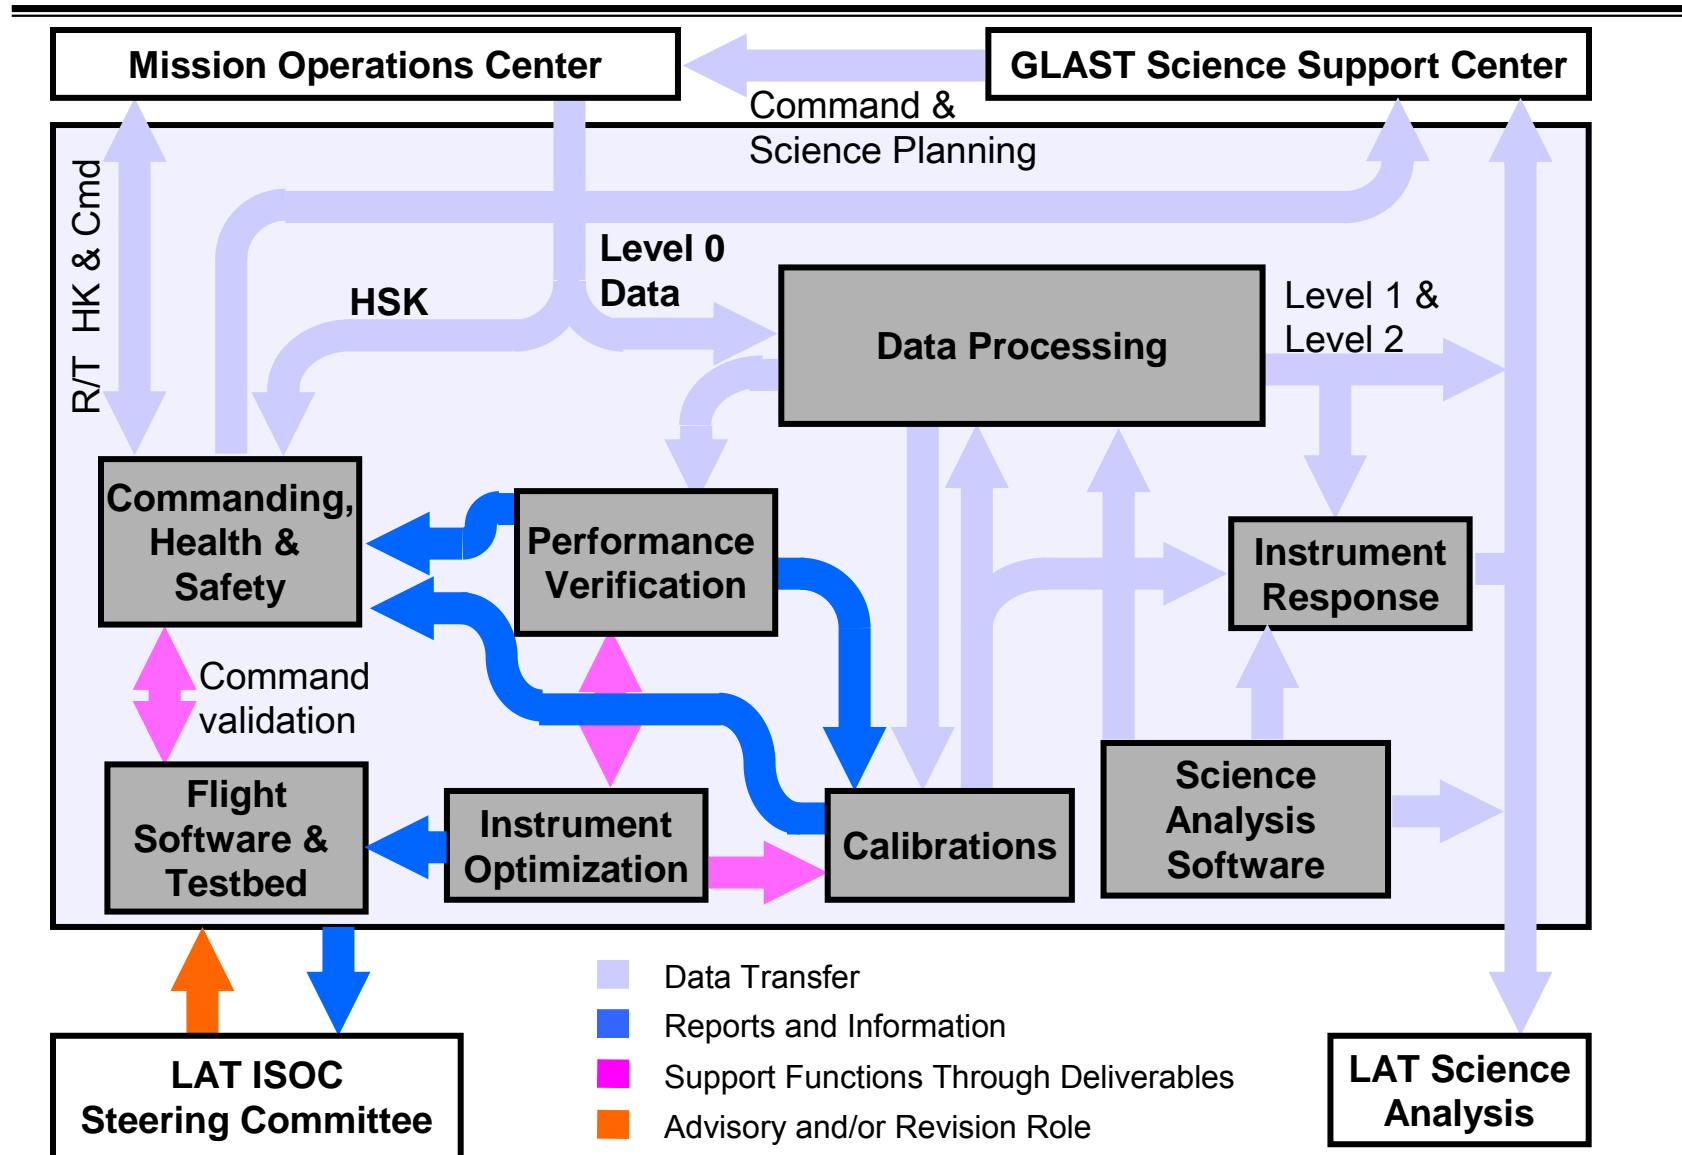 Mission Operations Center
GLAST Science Support Center
Command &
Science Planning
R/T HK & Cmd
Level 0
Data
HSK
Data Processing
Level 1 &
Level 2
Commanding,
Health &
Safety
Performance
Verification
Instrument
Response
Command
validation
Flight
Software &
Testbed
Instrument
Optimization
Calibrations
Science
Analysis
Software
Data Transfer
Reports and Information
Support Functions Through Deliverables
Advisory and/or Revision Role
LAT ISOC
Steering Committee
LAT Science
Analysis